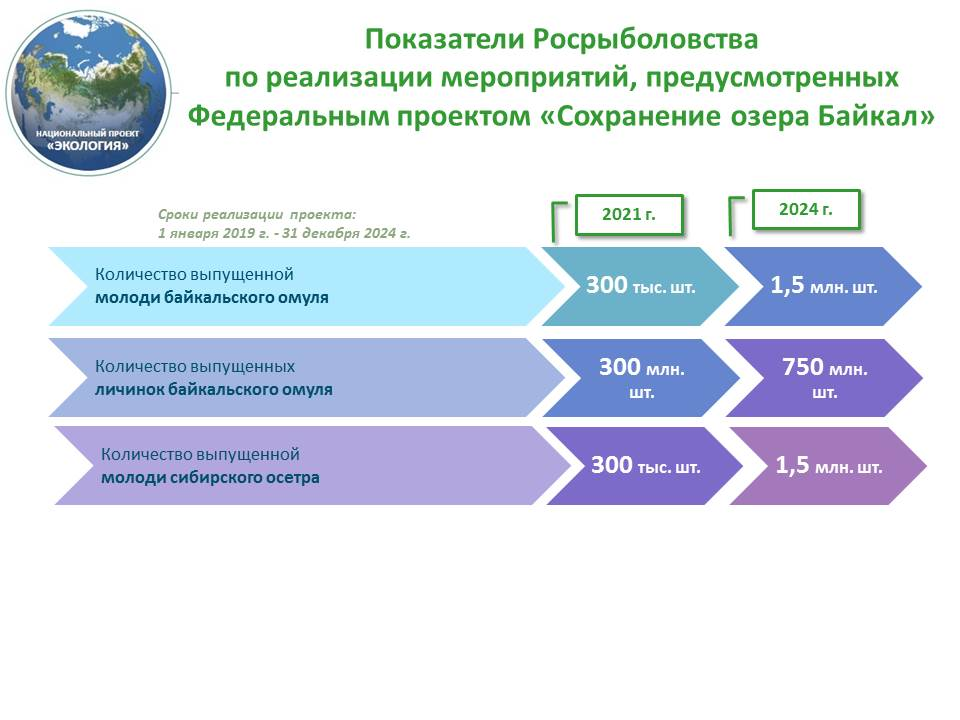 Показатели Росрыболовства
по реализации мероприятий, предусмотренных
Федеральным проектом «Сохранение озера Байкал»
НАЦИОНАЛЬНЫЙ ПРОЕКТ
«ЭКОЛОГИЯ»
Сроки реализации проекта:
1 января 2019 г. - 31 декабря 2024 г.
2021 г.
2024 г.
Количество выпущенной
молоди байкальского омуля
300 тыс. шт.
1,5 млн. шт.
Количество выпущенных
личинок байкальского омуля
300 млн.
шт.
750 млн.
шт.
Количество выпущенной
молоди сибирского осетра
300 тыс. шт.
1,5 млн. шт.